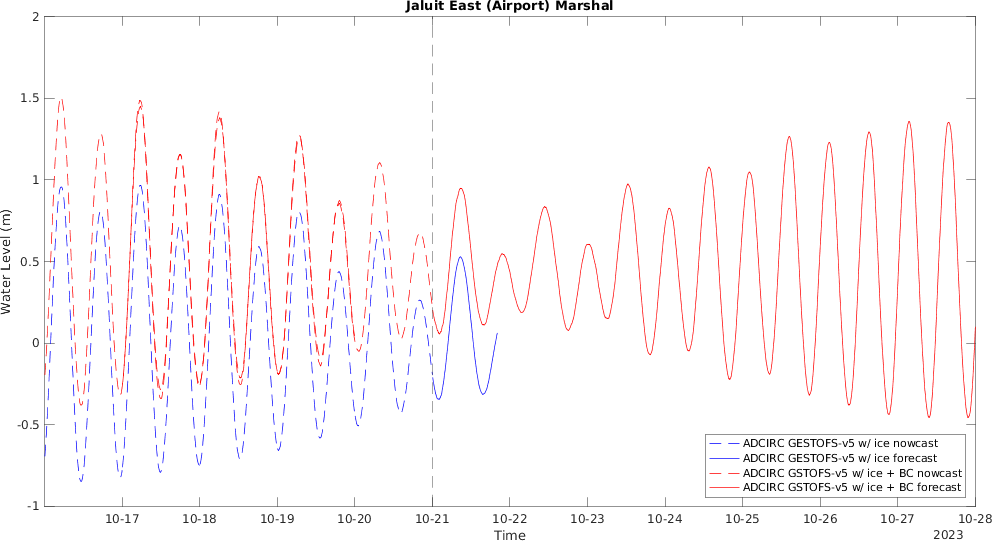 Jaluit East (Airport) Marshal
2
1.5
1
0.5
0
-0.5
-1
Water Level (m)
10-17 10-18 10-19 10-20 10-21 10-22 10-23 10-24 10-25 10-26 10-27 10-28
Time
2023
ADCIRC GESTOFS-v5 w/ ice nowcast
ADCIRC GESTOFS-v5 w/ ice forecast
ADCIRC GSTOFS-v5 w/ ice + BC nowcast
ADCIRC GSTOFS-v5 w/ ice + BC forecast